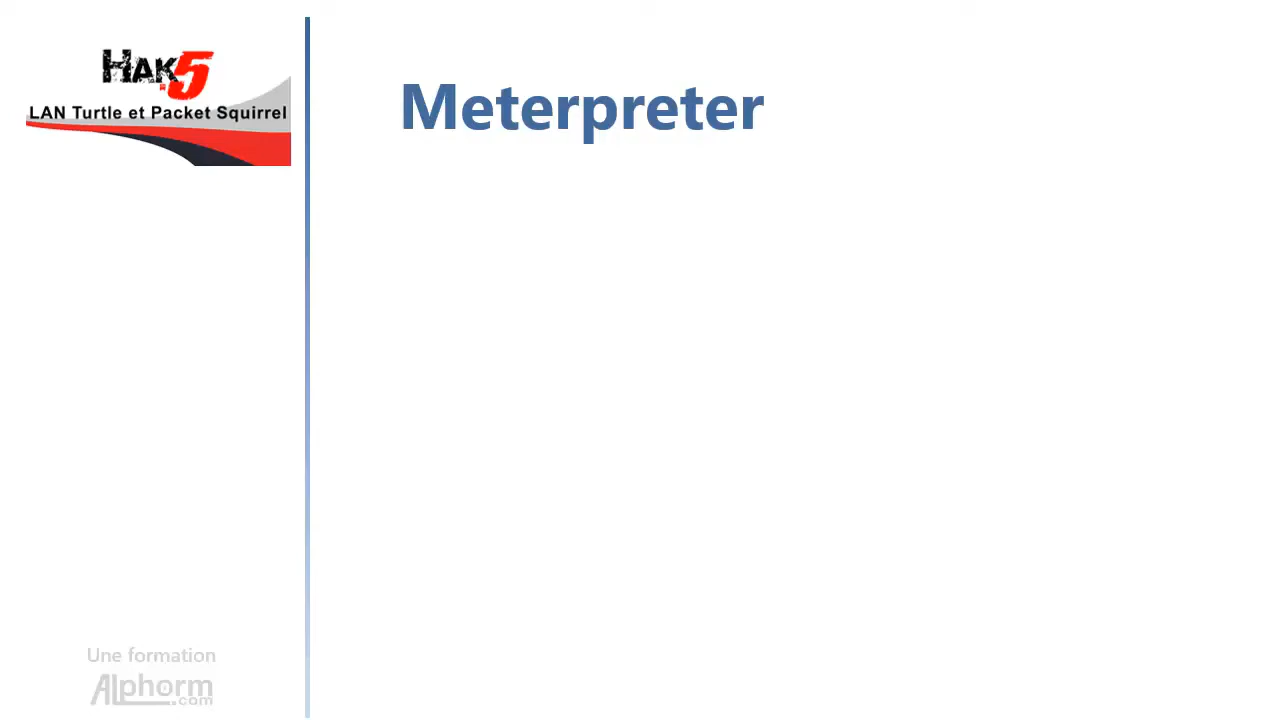 HAK5
LAN Turtle et Packet Squirrel
Meterpreter
Une formation
Alphorm
.com